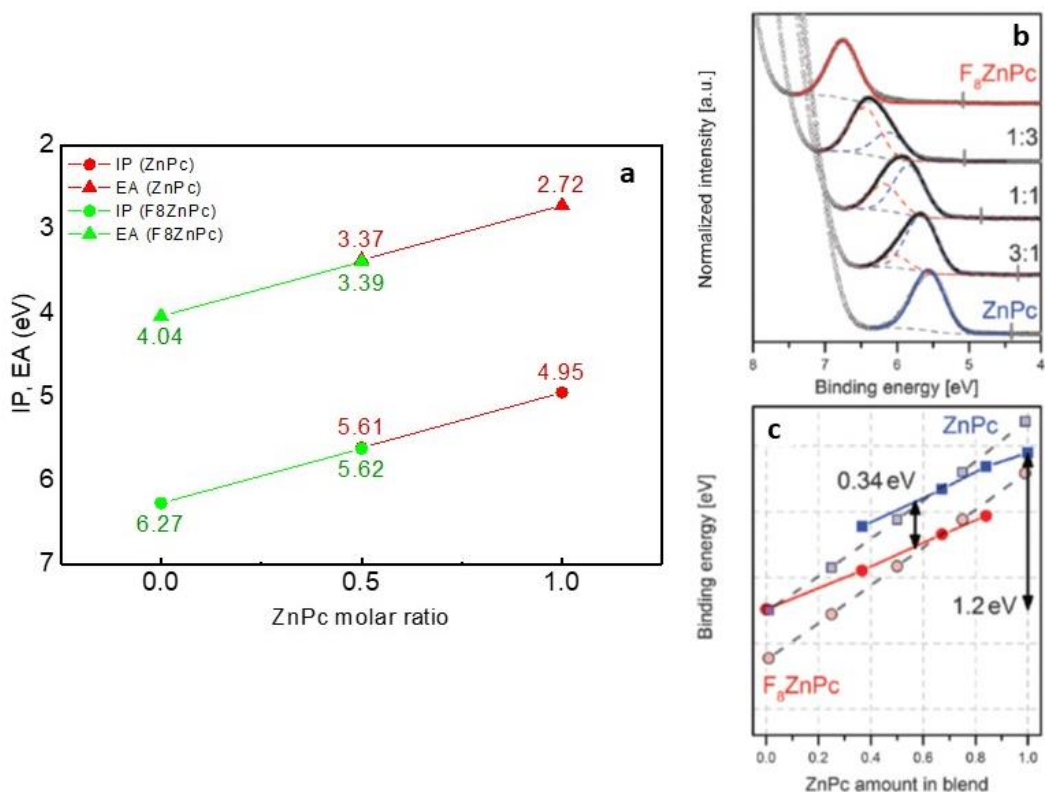 a
IP (ZnPc)
EA (ZnPc)
IP (F8ZnPc)
EA (F8ZnPc)
2
3
4
5
6
7
IP, EA (eV)
2.72
3.37
3.39
4.04
4.95
5.61
5.62
6.27
0.0
0.5
1.0
ZnPc molar ratio
b
Normalized intensity [a.u.]
F₈ZnPc
1:3
1:1
3:1
ZnPc
8
7
6
5
4
Binding energy [eV]
c
Binding energy [eV]
ZnPc
0.34 eV
1.2 eV
F₈ZnPc
0.0
0.2
0.4
0.6
0.8
1.0
ZnPc amount in blend